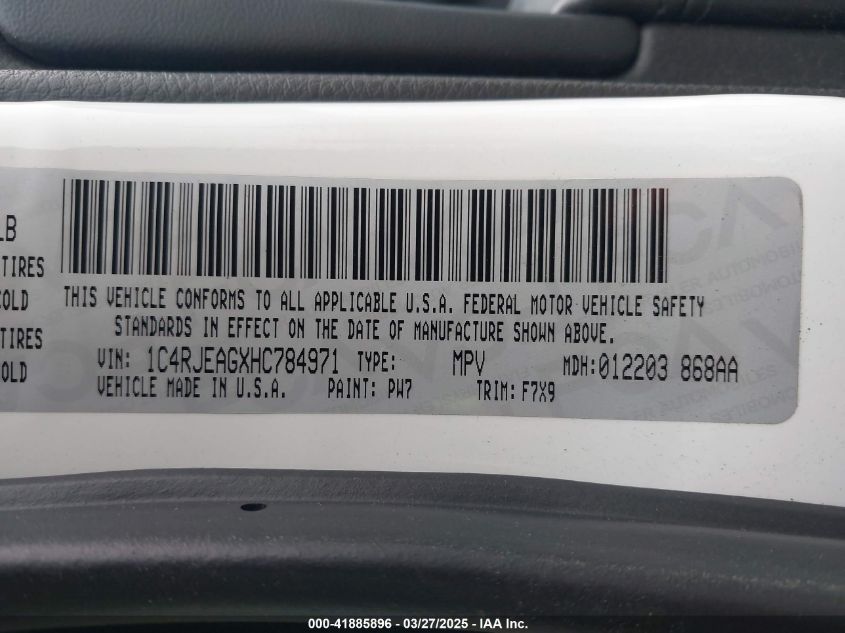 LB
TIRES
COLD
TIRES
OLD
THIS VEHICLE CONFORMS TO ALL APPLICABLE U.S.A. FEDERAL MOTOR VEHICLE SAFETY
STANDARDS IN EFFECT ON THE DATE OF MANUFACTURE SHOWN ABOVE.
VIN: 1C4RJEAGXHC784971 TYPE: MPV MDH: 012203 868AA
VEHICLE MADE IN U.S.A. PAINT: PW7 TRIM: F7X9
000-41885896 - 03/27/2025 - IAA Inc.